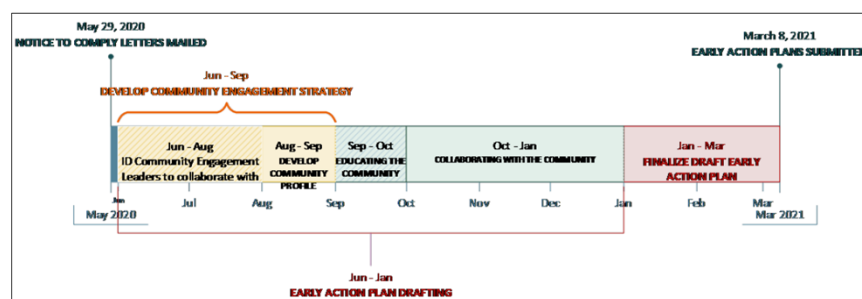 May 29, 2020
NOTICE TO COMPLY LETTERS MAILED
March 8, 2021
EARLY ACTION PLANS SUBMITTED
Jun - Sep
DEVELOP COMMUNITY ENGAGEMENT STRATEGY
Jun - Aug
ID Community Engagement
Leaders to collaborate with
Aug - Sep
DEVELOP
COMMUNITY
PROFILE
Sep - Oct
EDUCATING THE
COMMUNITY
Oct - Jan
COLLABORATING WITH THE COMMUNITY
Jan - Mar
FINALIZE DRAFT EARLY
ACTION PLAN
Jun Jul Aug Sep Oct Nov Dec Jan Feb Mar
May 2020
Mar 2021
Jun - Jan
EARLY ACTION PLAN DRAFTING